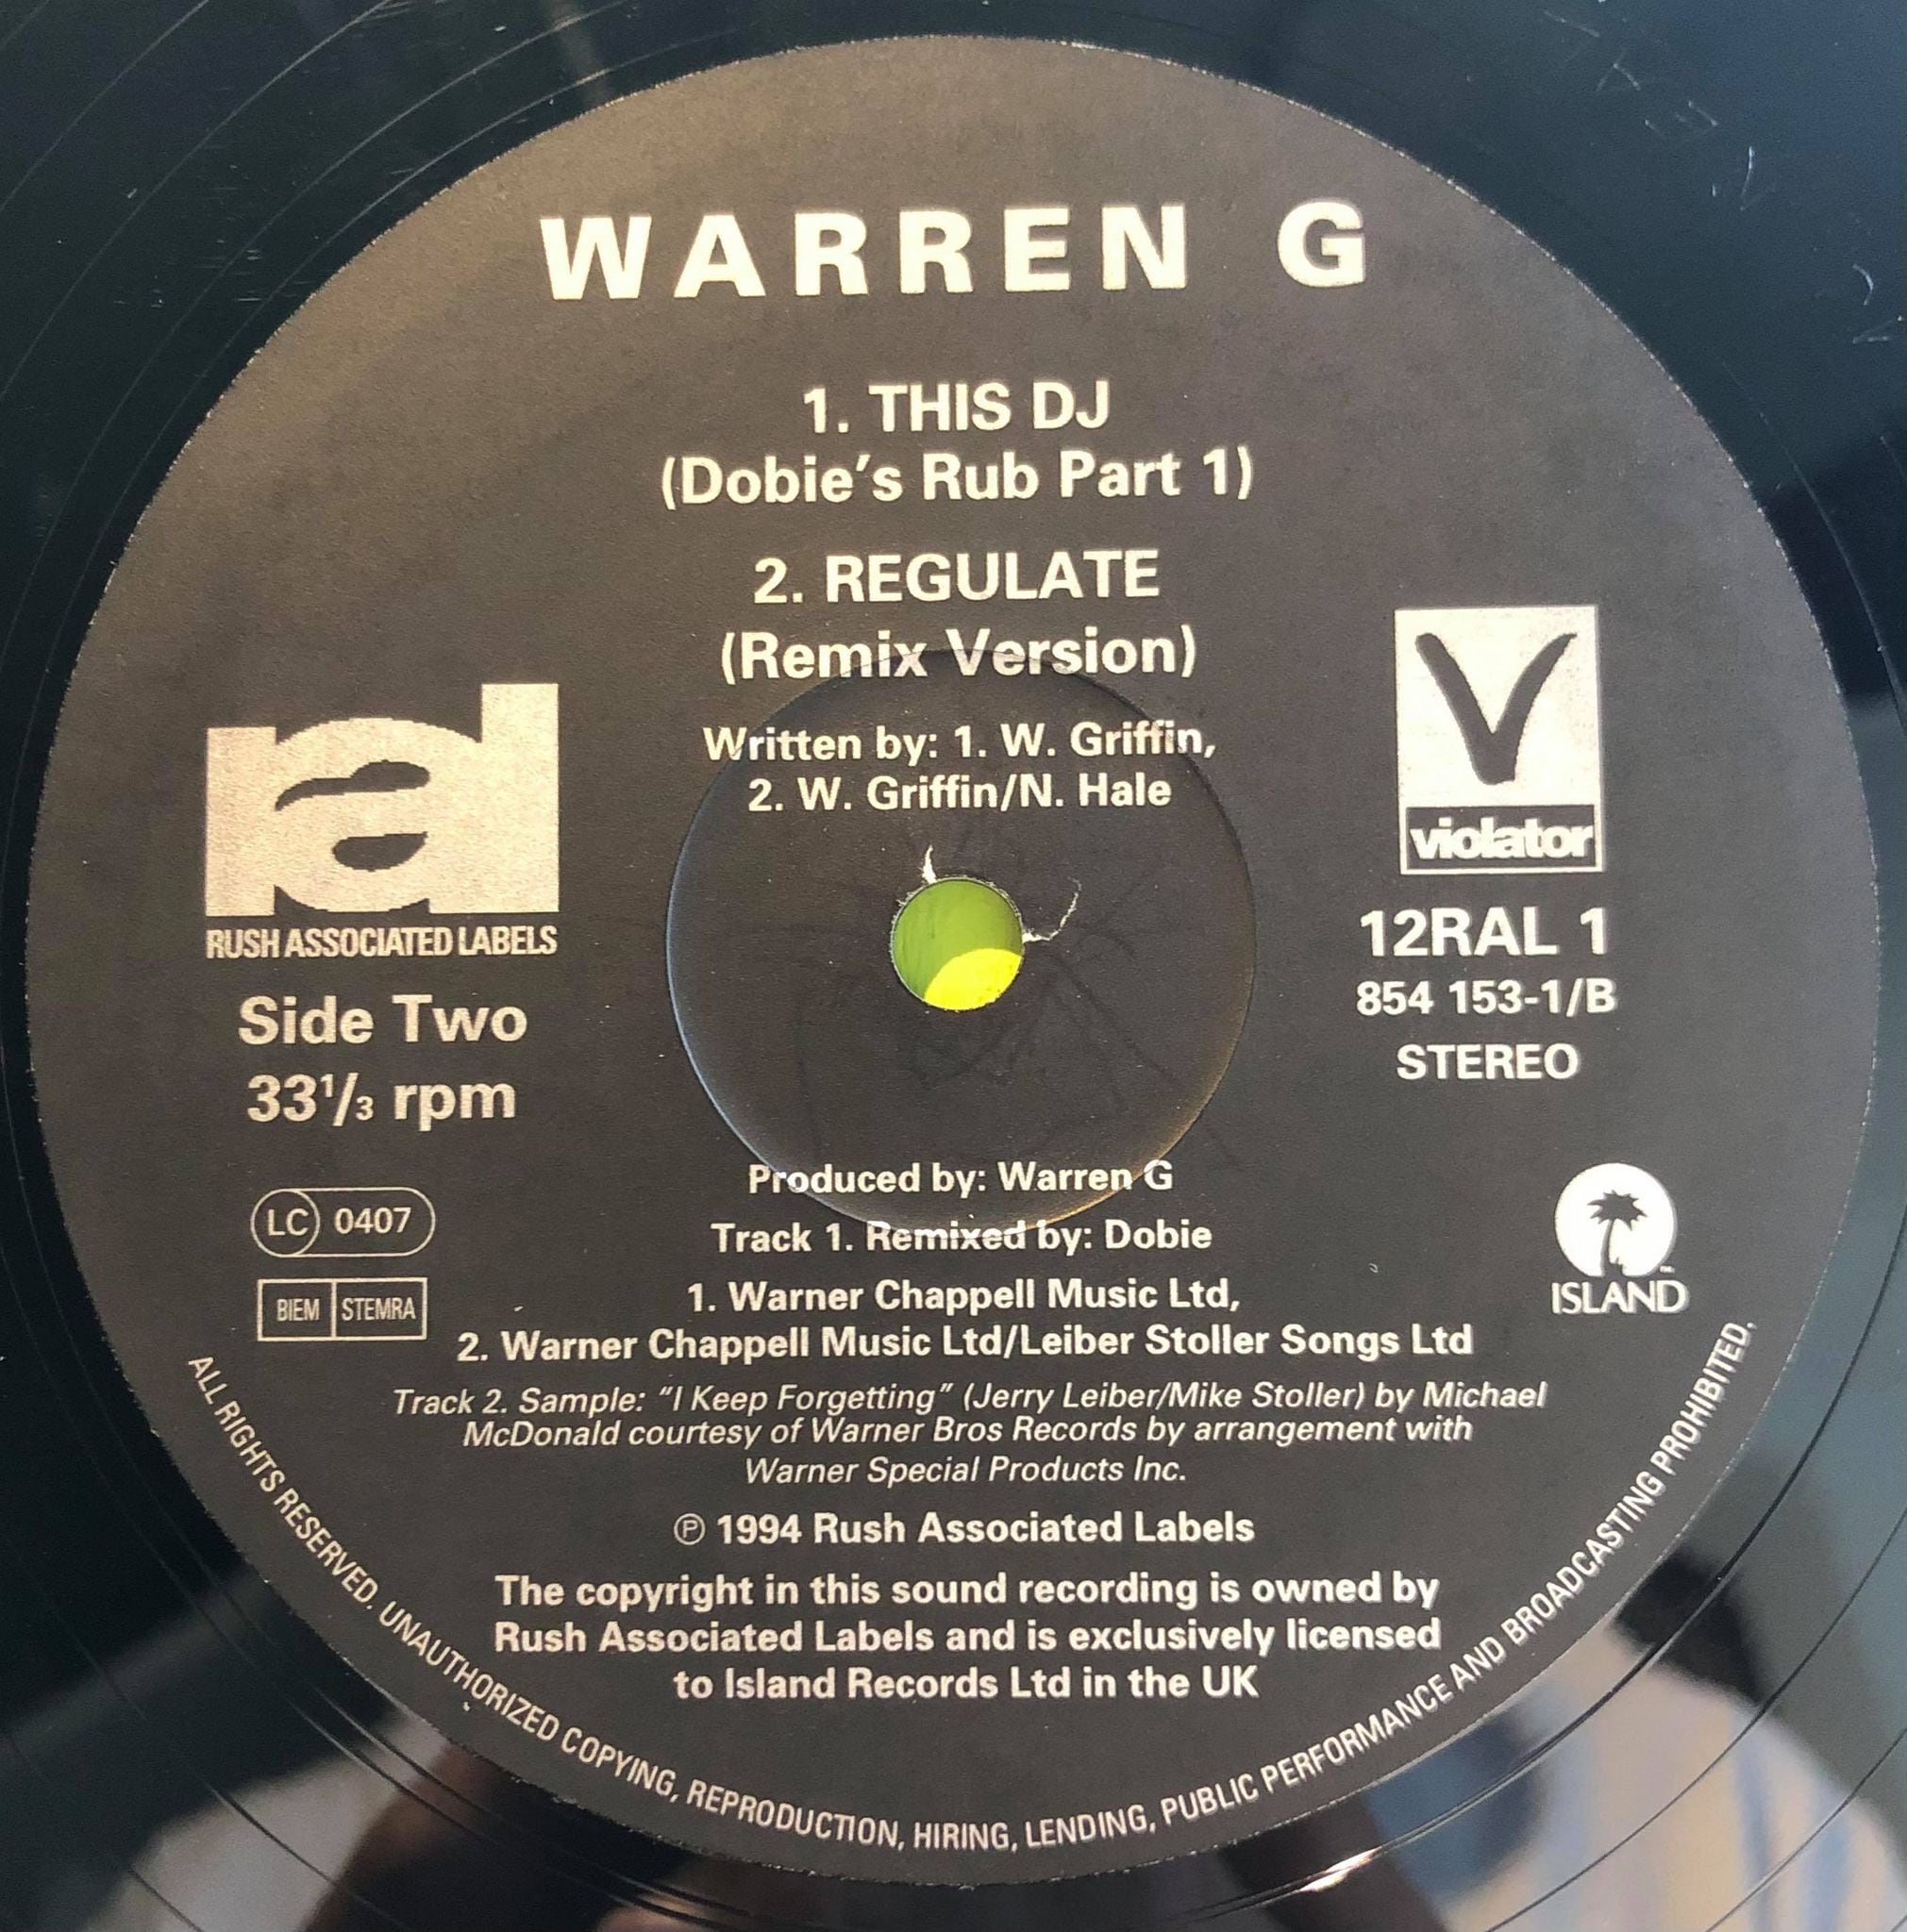 WARREN G
1. THIS DJ
(Dobie's Rub Part 1)
2. REGULATE
(Remix Version)
Written by: 1. W. Griffin,
2. W. Griffin/N. Hale
ral
RUSH ASSOCIATED LABELS
Side Two
33⅓ rpm
LC 0407
BIEM STEMRA
V
violator
12RAL 1
854 153-1/B
STEREO
ISLAND
Produced by: Warren G
Track 1. Remixed by: Dobie
1. Warner Chappell Music Ltd,
2. Warner Chappell Music Ltd/Leiber Stoller Songs Ltd
Track 2. Sample: "I Keep Forgetting" (Jerry Leiber/Mike Stoller) by Michael
McDonald courtesy of Warner Bros Records by arrangement with
Warner Special Products Inc.
℗ 1994 Rush Associated Labels
The copyright in this sound recording is owned by
Rush Associated Labels and is exclusively licensed
to Island Records Ltd in the UK
ALL RIGHTS RESERVED. UNAUTHORIZED COPYING, REPRODUCTION, HIRING, LENDING, PUBLIC PERFORMANCE AND BROADCASTING PROHIBITED.